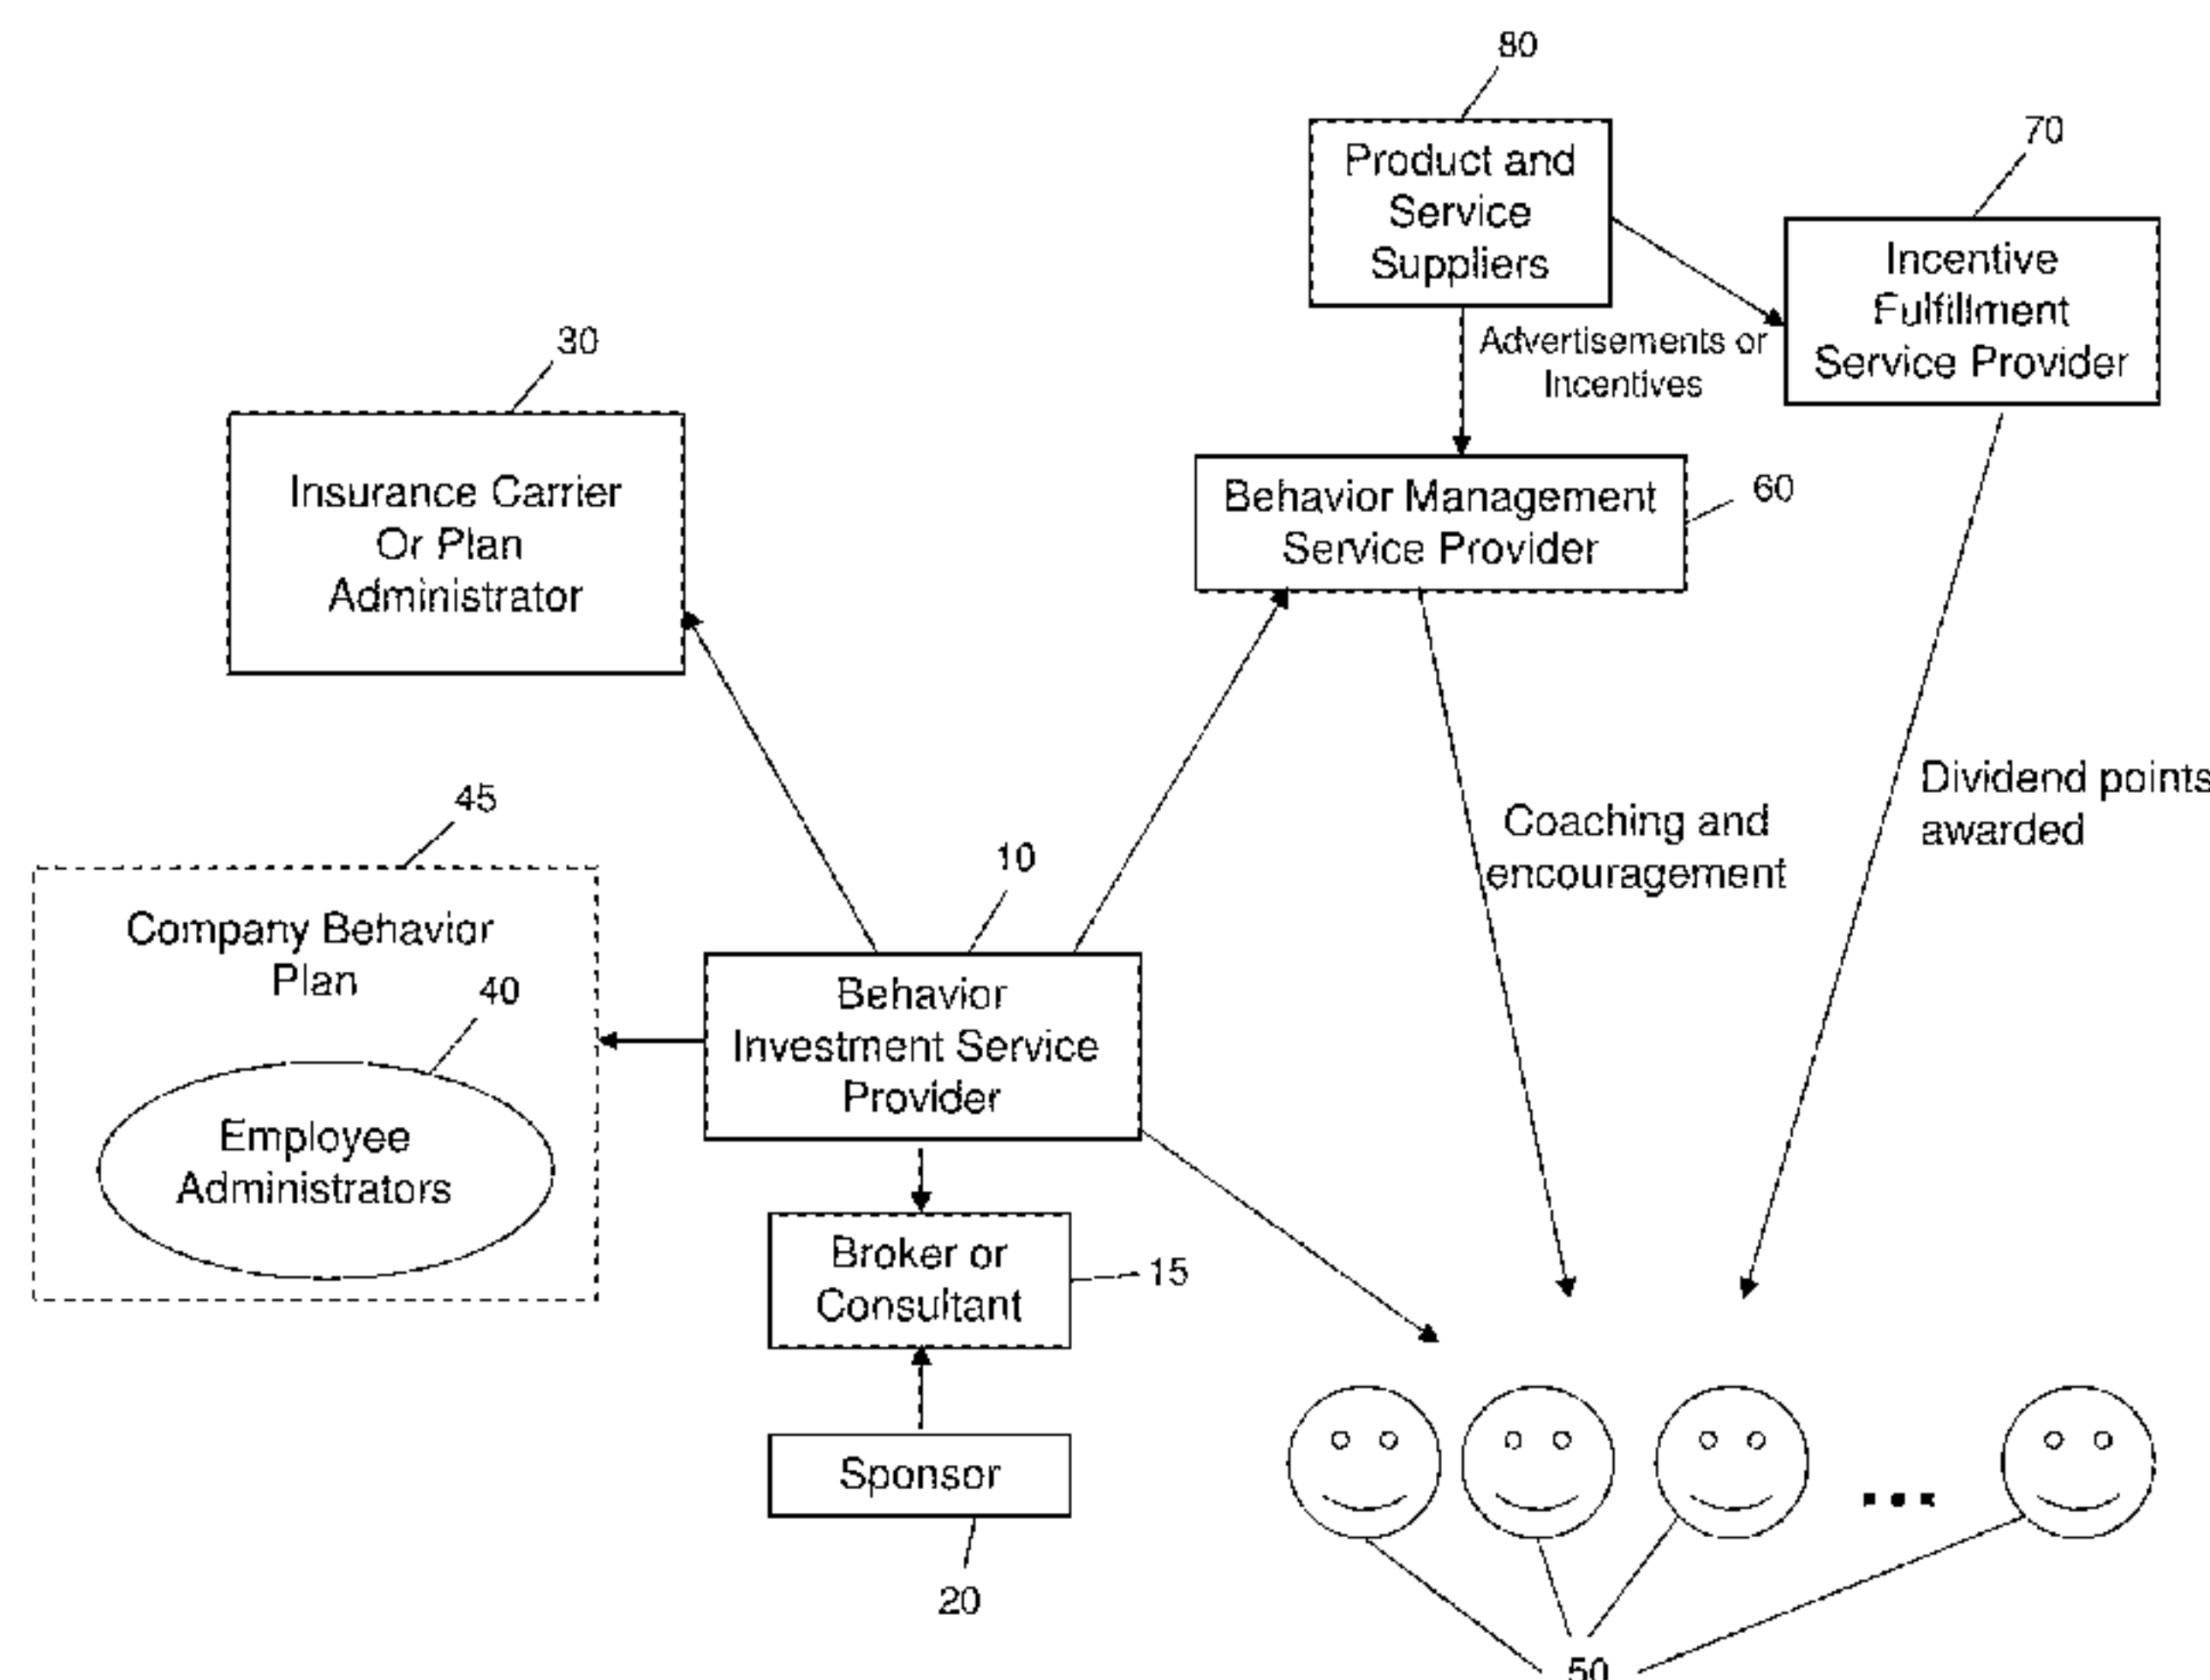 80
Product and
Service
Suppliers
70
Incentive
Fulfillment
Service Provider
Advertisements or
Incentives
30
Insurance Carrier
Or Plan
Administrator
Behavior Management
Service Provider
60
Dividend points
awarded
Coaching and
encouragement
45
Company Behavior
Plan
40
Employee
Administrators
10
Behavior
Investment Service
Provider
Broker or
Consultant
15
Sponsor
20
50